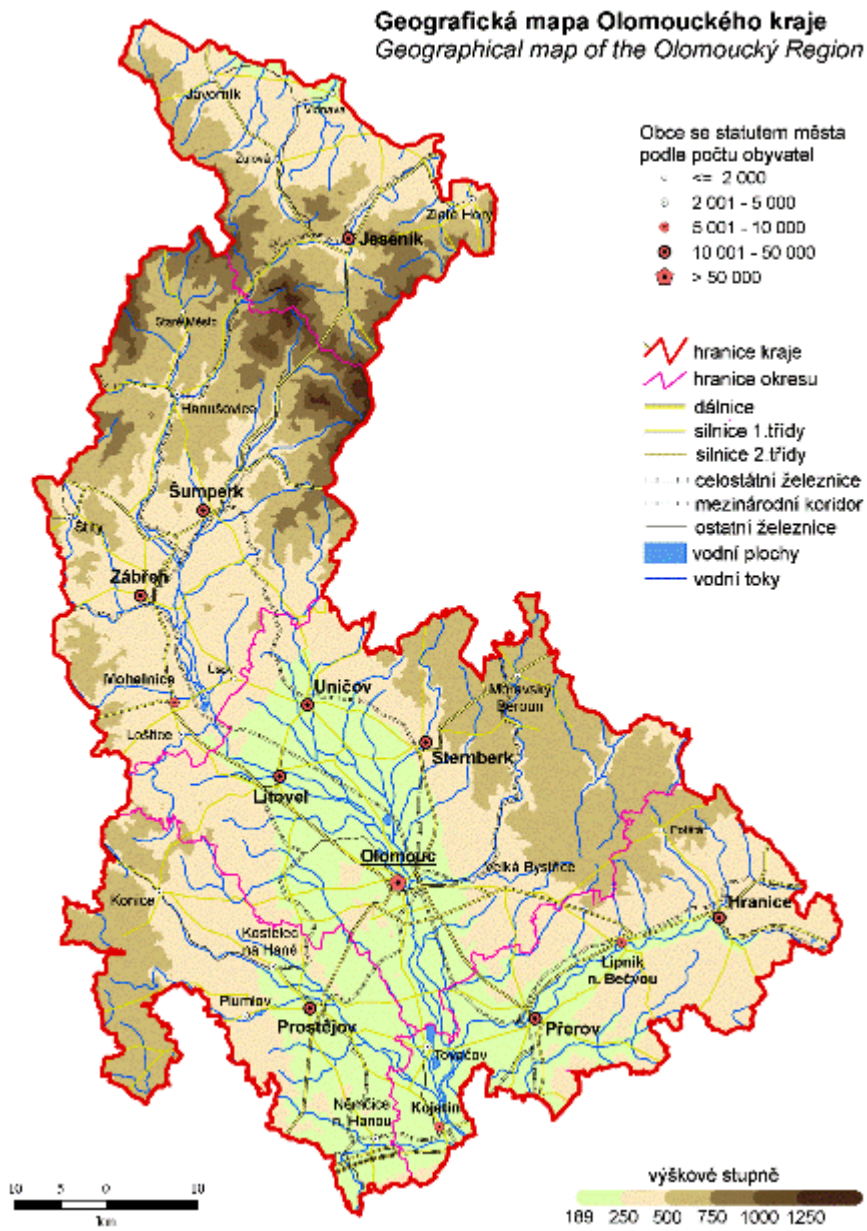 Geografická mapa Olomouckého kraje
Geographical map of the Olomoucký Region
Obce se statutem města
podle počtu obyvatel
<= 2 000
2 001 - 5 000
5 001 - 10 000
10 001 - 50 000
> 50 000
hranice kraje
hranice okresu
dálnice
silnice 1.třídy
silnice 2.třídy
celostátní železnice
mezinárodní koridor
ostatní železnice
vodní plochy
vodní toky
Javorník
Vidnava
Žulová
Zlaté Hory
Jeseník
Staré Město
Hanušovice
Šumperk
Štíty
Zábřeh
Úsov
Mohelnice
Uničov
Moravský
Beroun
Loštice
Šternberk
Litovel
Potštát
Olomouc
Velká Bystřice
Konice
Hranice
Kostelec
na Hané
Lipník
n. Bečvou
Plumlov
Prostějov
Přerov
Tovačov
Němčice
n. Hanou
Kojetín
výškové stupně
189 250 500 750 1000 1250
10 5 0 10
km